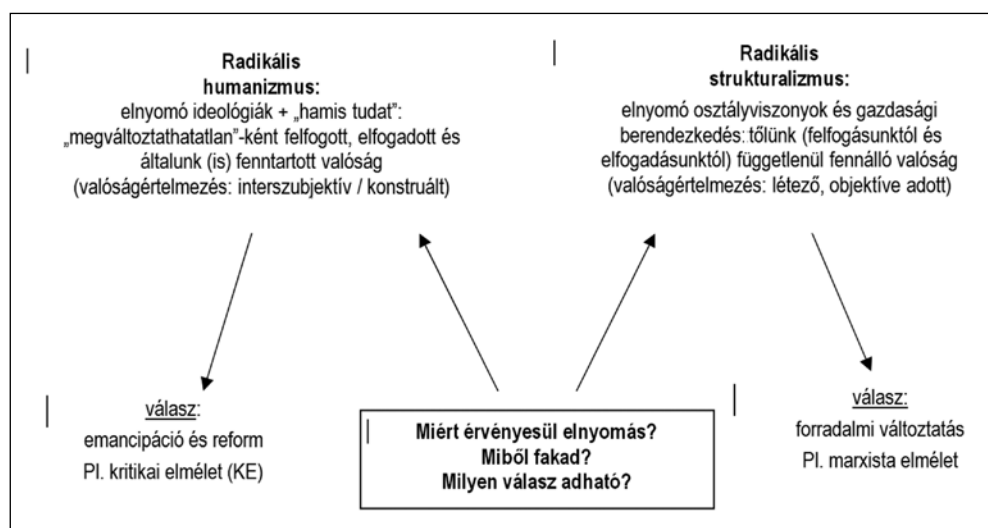 Radikális
humanizmus:
elnyomó ideológiák + „hamis tudat”:
„megváltoztathatatlan”-ként felfogott, elfogadott és
általunk (is) fenntartott valóság
(valóságértelmezés: interszubjektív / konstruált)
Radikális
strukturalizmus:
elnyomó osztályviszonyok és gazdasági
berendezkedés: tőlünk (felfogásunktól és
elfogadásunktól) függetlenül fennálló valóság
(valóságértelmezés: létező, objektíve adott)
válasz:
emancipáció és reform
Pl. kritikai elmélet (KE)
Miért érvényesül elnyomás?
Miből fakad?
Milyen válasz adható?
válasz:
forradalmi változtatás
Pl. marxista elmélet